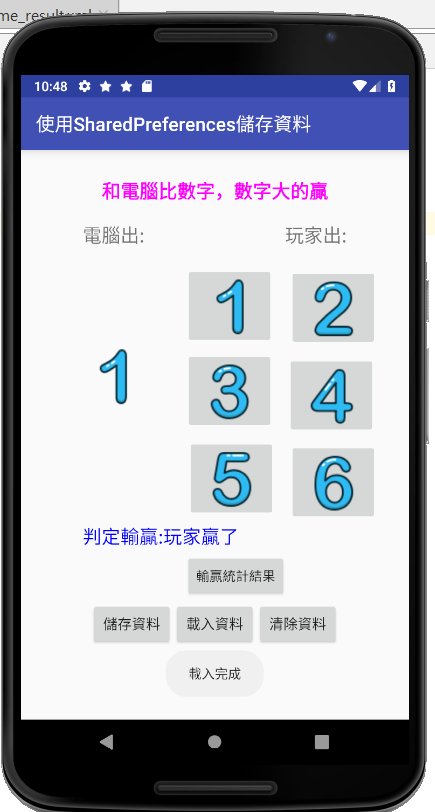 10:48
使用SharedPreferences儲存資料
和電腦比數字，數字大的贏
電腦出:
玩家出:
1 2
1
3 4
5 6
判定輸贏:玩家贏了
輸贏統計結果
儲存資料 載入資料 清除資料
載入完成